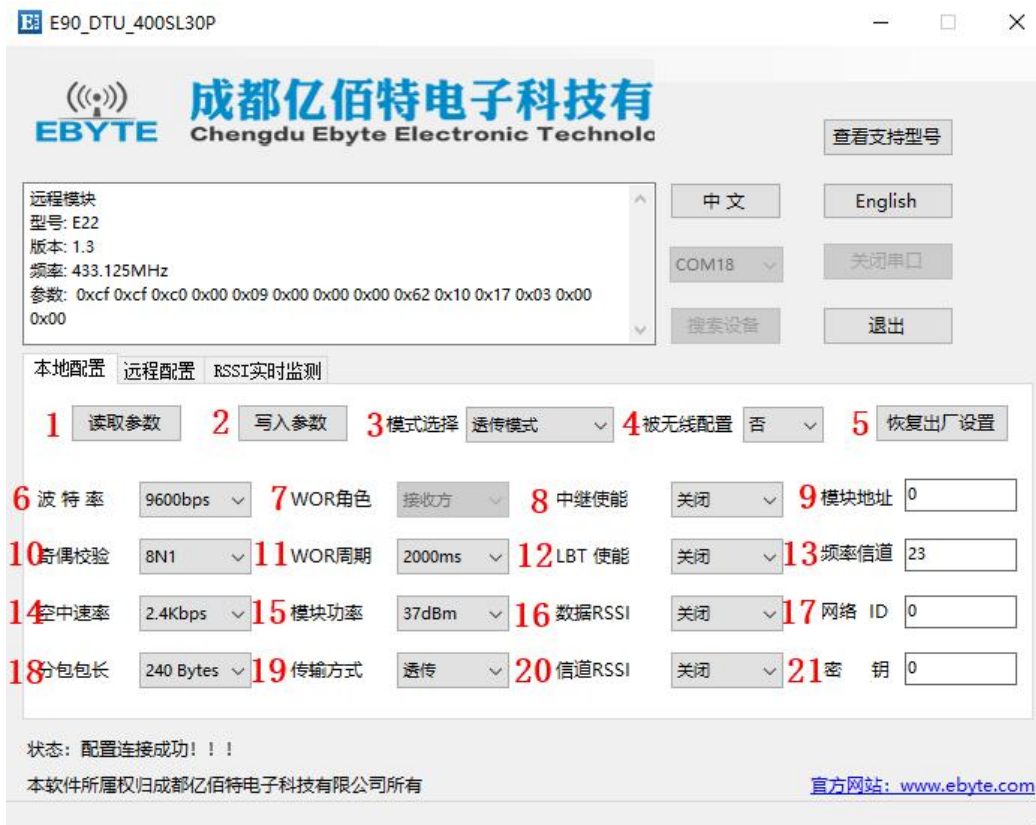 E90_DTU_400SL30P
EBYTE
成都亿佰特电子科技有
Chengdu Ebyte Electronic Technolo
查看支持型号
远程模块
型号: E22
版本: 1.3
频率: 433.125MHz
参数: 0xcf 0xcf 0xc0 0x00 0x09 0x00 0x00 0x00 0x62 0x10 0x17 0x03 0x00
0x00
中 文
English
COM18
关闭串口
搜索设备
退出
本地配置 远程配置 RSSI实时监测
1 读取参数 2 写入参数 3 模式选择 透传模式 4 被无线配置 否 5 恢复出厂设置
6 波 特 率 9600bps 7 WOR角色 接收方 8 中继使能 关闭 9 模块地址 0
10 奇偶校验 8N1 11 WOR周期 2000ms 12 LBT 使能 关闭 13 频率信道 23
14 空中速率 2.4Kbps 15 模块功率 37dBm 16 数据RSSI 关闭 17 网络 ID 0
18 分包包长 240 Bytes 19 传输方式 透传 20 信道RSSI 关闭 21 密 钥 0
状态: 配置连接成功！！！
本软件所属权归成都亿佰特电子科技有限公司所有
官方网站: www.ebyte.com